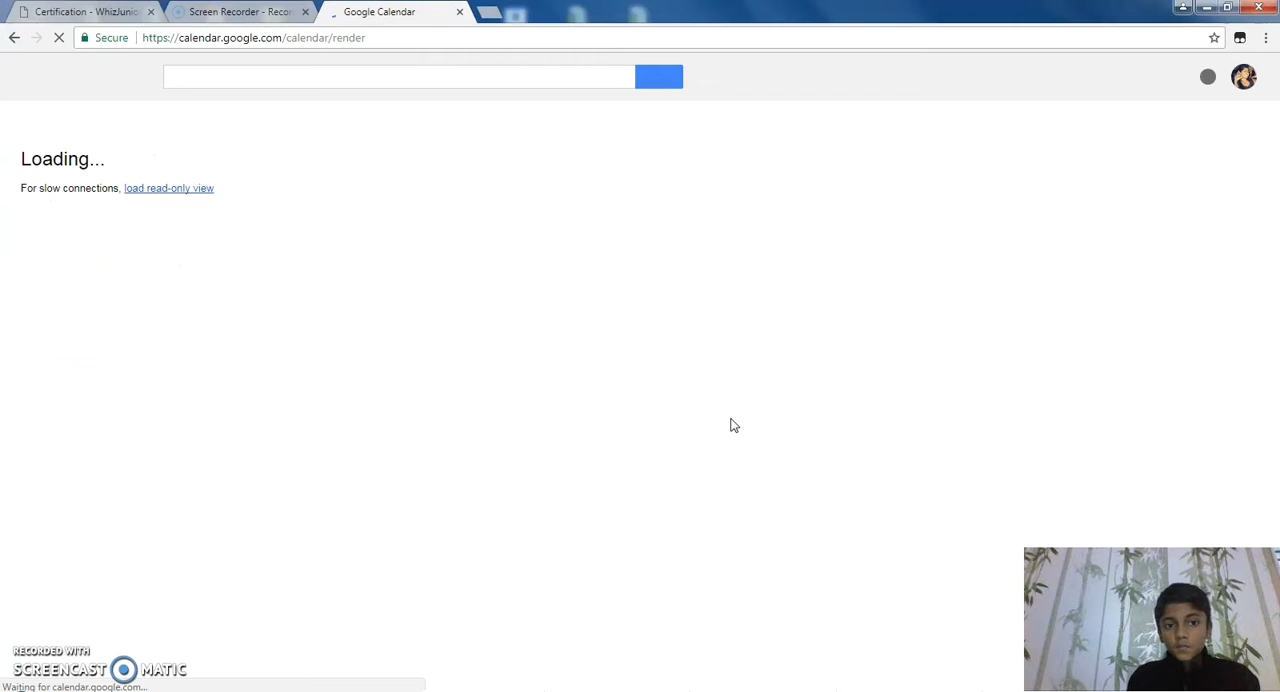 Certification - WhizJunio
Screen Recorder - Recor
Google Calendar
Secure
https://calendar.google.com/calendar/render
Loading...
For slow connections, load read-only view
RECORDED WITH
SCREENCAST MATIC
Waiting for calendar.google.com...